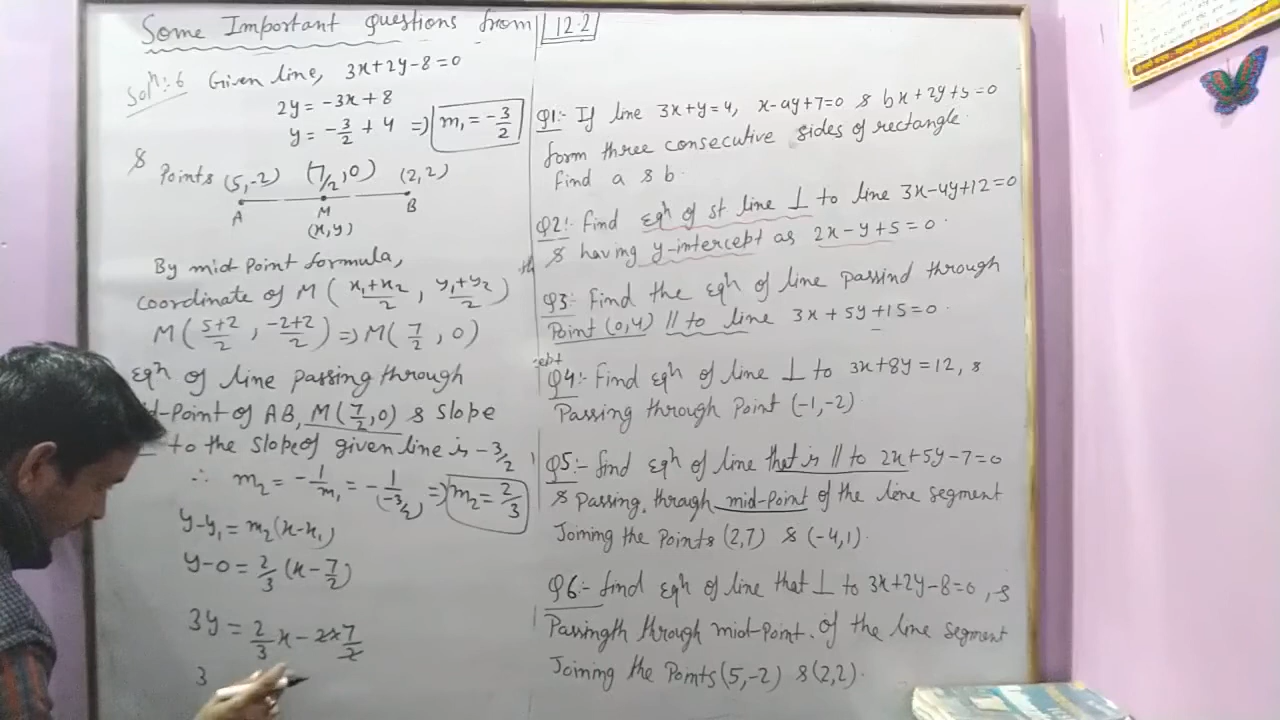 Some Important questions from 12.2
Solⁿ:6 Given line, 3x+2y-8=0
2y = -3x+8
y = -3/2 + 4 => m₁ = -3/2
& Points (5,-2) (7/2,0) (2,2)
A M B
(x,y)
By mid point formula,
coordinate of M ( x₁+x₂/2 , y₁+y₂/2 )
M ( 5+2/2 , -2+2/2 ) => M( 7/2 , 0)
Eqⁿ of line passing through
d-Point of AB, M(7/2,0) & slope
to the slope of given line is -3/2
∴ m₂ = -1/m₁ = -1/(-3/2) => m₂ = 2/3
y-y₁ = m₂(x-x₁)
y-0 = 2/3 (x-7/2)
3y = 2/3 x - 2×7/2
3
Q1:- If line 3x+y=4, x-ay+7=0 & bx+2y+5=0
form three consecutive sides of rectangle.
find a & b.
Q2:- Find eqⁿ of st line ⊥ to line 3x-4y+12=0
& having y-intercept as 2x-y+5=0.
Q3:- Find the eqⁿ of line passind through
Point (0,4) // to line 3x+5y+15=0.
Q4:- Find eqⁿ of line ⊥ to 3x+8y=12, &
Passing through Point (-1,-2).
Q5:- find eqⁿ of line that is // to 2x+5y-7=0
& passing through mid-point of the line segment
Joining the Points (2,7) & (-4,1).
Q6:- find eqⁿ of line that ⊥ to 3x+2y-8=0, &
Passingth through mid-point. of the line segment
Joining the Points (5,-2) & (2,2).